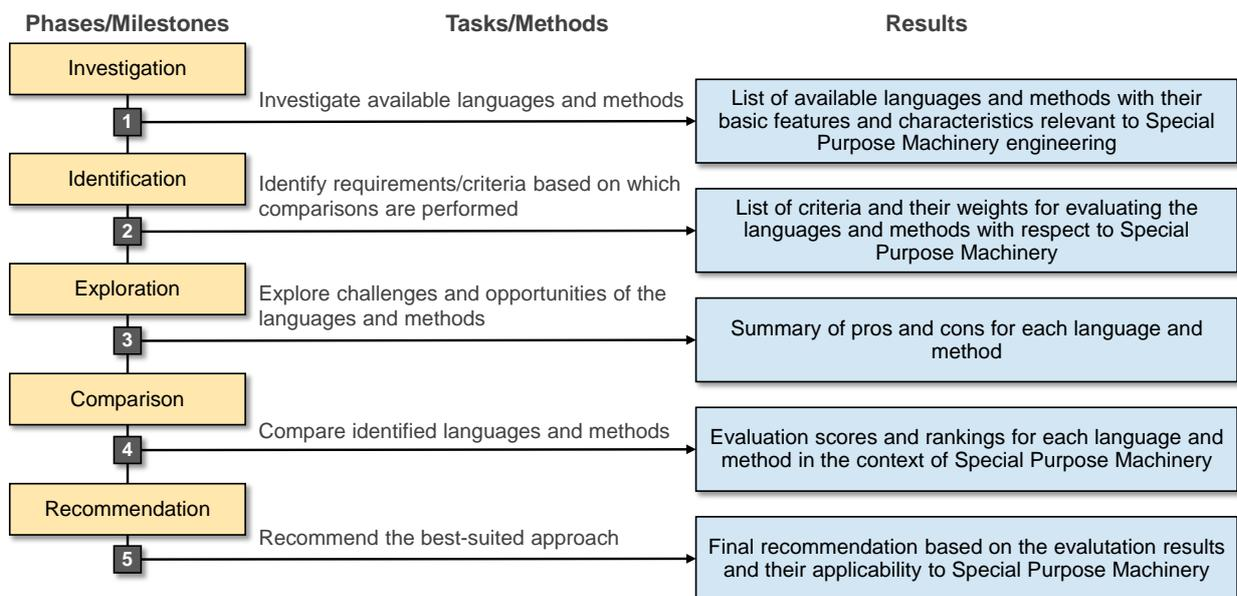 Phases/Milestones
Tasks/Methods
Results
Investigation
1
Investigate available languages and methods
List of available languages and methods with their
basic features and characteristics relevant to Special
Purpose Machinery engineering
Identification
2
Identify requirements/criteria based on which
comparisons are performed
List of criteria and their weights for evaluating the
languages and methods with respect to Special
Purpose Machinery
Exploration
3
Explore challenges and opportunities of the
languages and methods
Summary of pros and cons for each language and
method
Comparison
4
Compare identified languages and methods
Evaluation scores and rankings for each language and
method in the context of Special Purpose Machinery
Recommendation
5
Recommend the best-suited approach
Final recommendation based on the evalutation results
and their applicability to Special Purpose Machinery